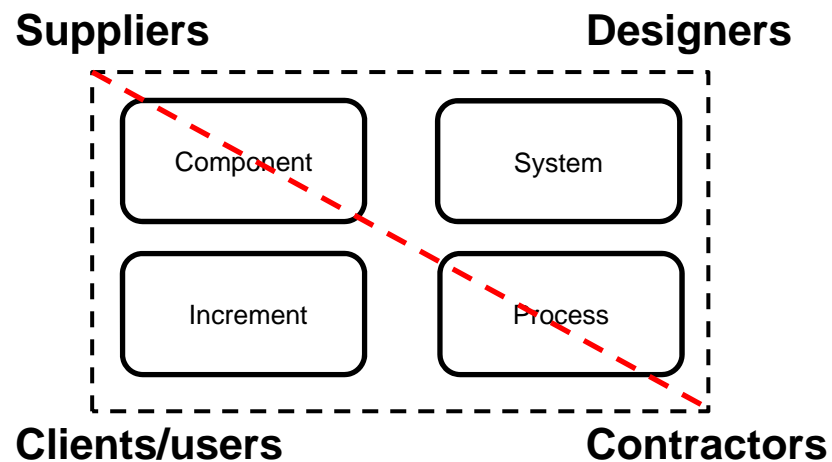 Suppliers
Designers
Component
System
Increment
Process
Clients/users
Contractors